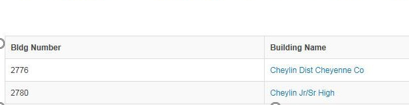 Bldg Number Building Name
2776 Cheylin Dist Cheyenne Co
2780 Cheylin Jr/Sr High